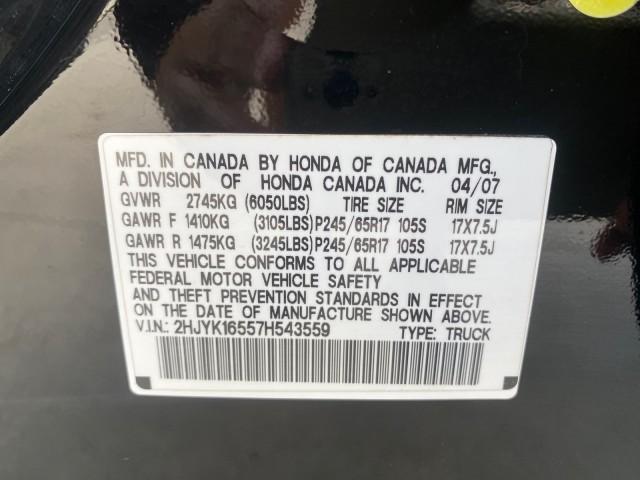 MFD. IN CANADA BY HONDA OF CANADA MFG.,
A DIVISION OF HONDA CANADA INC. 04/07
GVWR 2745KG (6050LBS) TIRE SIZE RIM SIZE
GAWR F 1410KG (3105LBS)P245/65R17 105S 17X7.5J
GAWR R 1475KG (3245LBS)P245/65R17 105S 17X7.5J
THIS VEHICLE CONFORMS TO ALL APPLICABLE
FEDERAL MOTOR VEHICLE SAFETY
AND THEFT PREVENTION STANDARDS IN EFFECT
ON THE DATE OF MANUFACTURE SHOWN ABOVE.
V.I.N.: 2HJYK16557H543559 TYPE: TRUCK